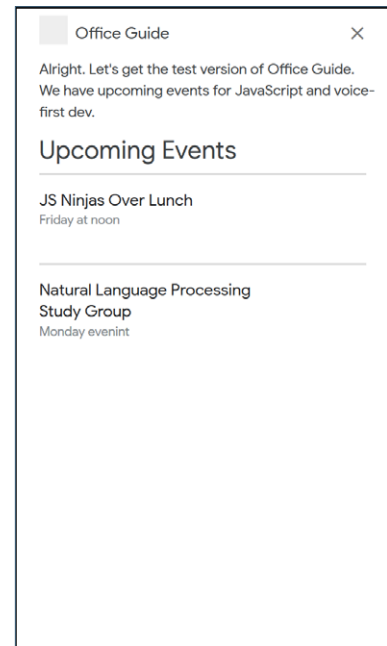 Office Guide
Alright. Let's get the test version of Office Guide.
We have upcoming events for JavaScript and voice-
first dev.
Upcoming Events
JS Ninjas Over Lunch
Friday at noon
Natural Language Processing
Study Group
Monday evenint